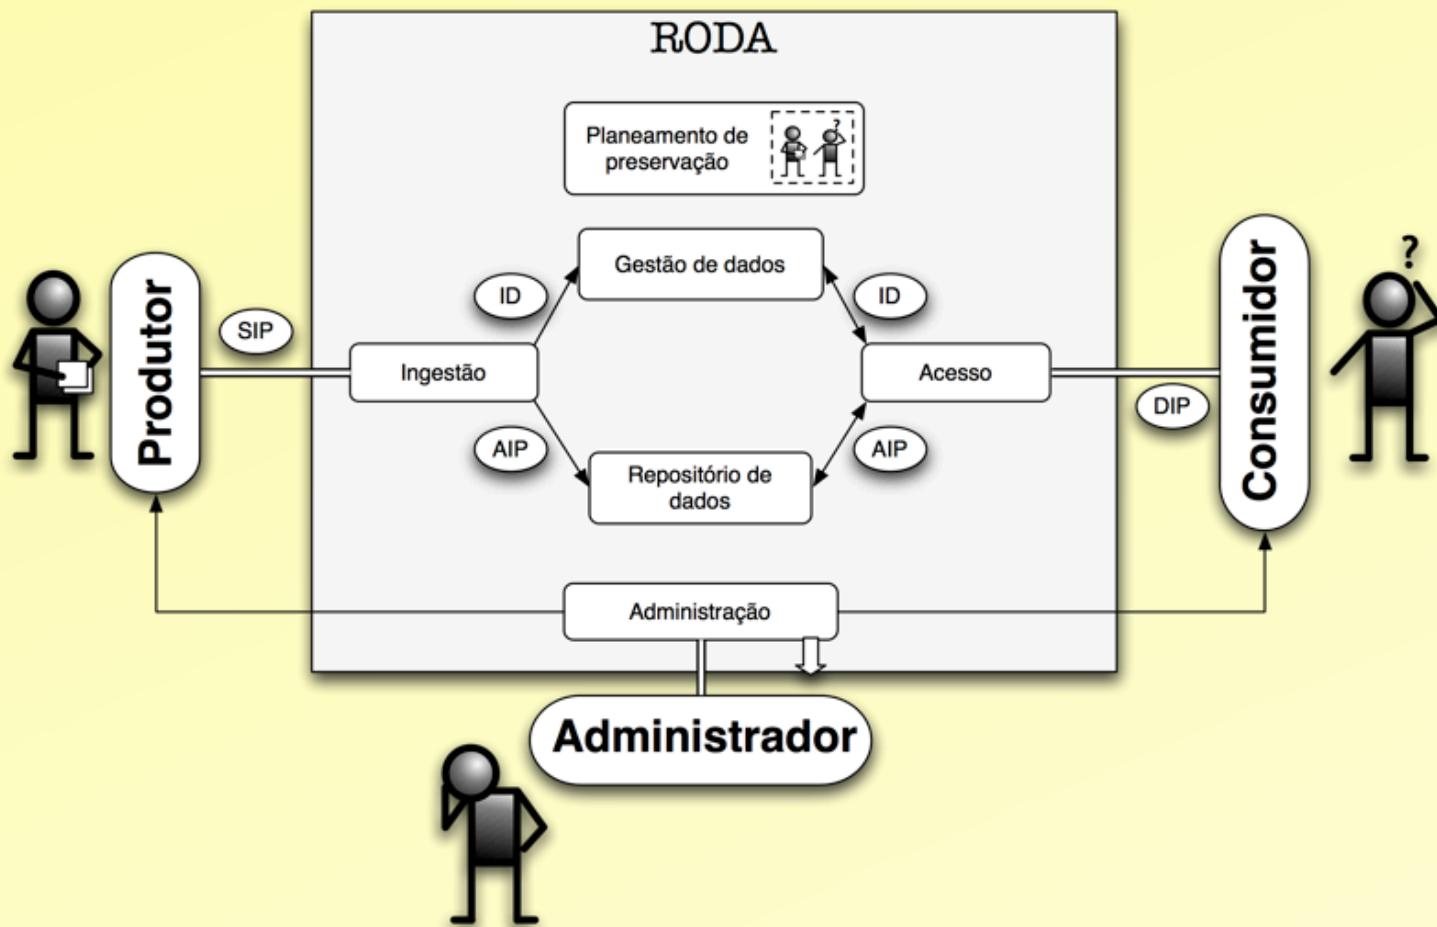 RODA
Planeamento de
preservação
?
Gestão de dados
ID
ID
Produtor
SIP
Ingestão
Acesso
DIP
Consumidor
?
AIP
AIP
Repositório de
dados
Administração
Administrador